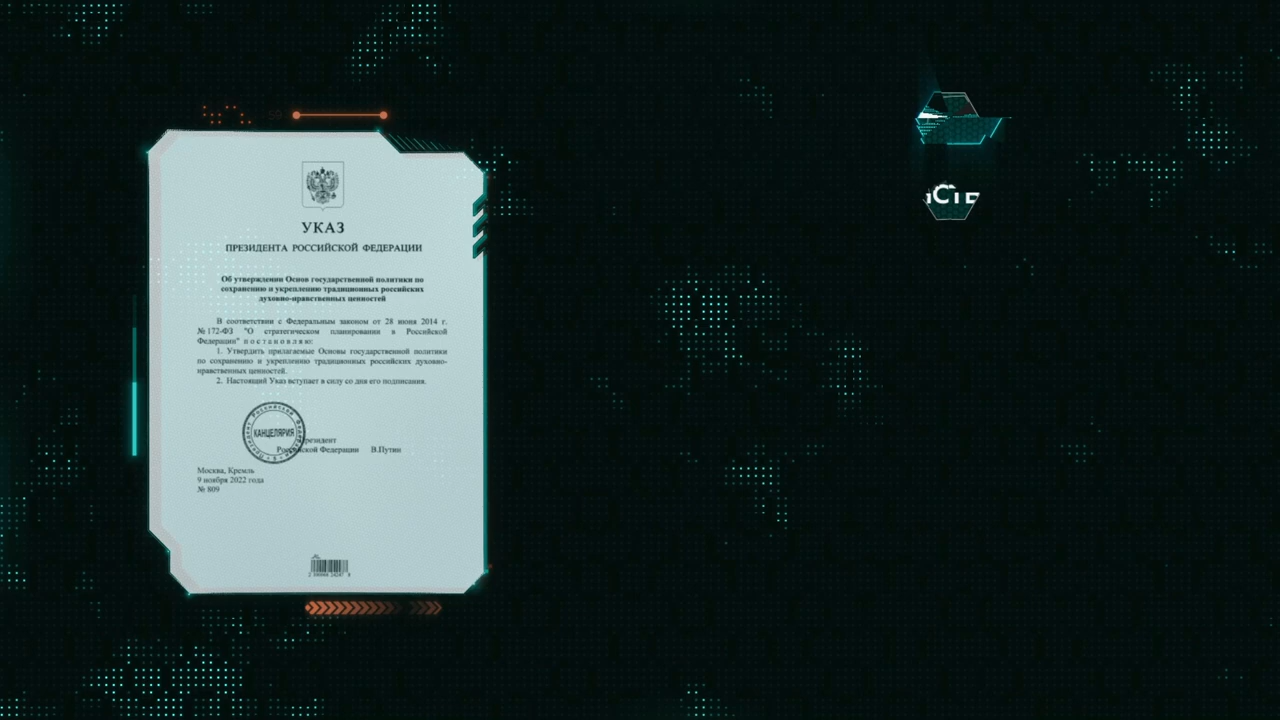 УКАЗ
ПРЕЗИДЕНТА РОССИЙСКОЙ ФЕДЕРАЦИИ
Об утверждении Основ государственной политики по
сохранению и укреплению традиционных российских
духовно-нравственных ценностей
В соответствии с Федеральным законом от 28 июня 2014 г.
№ 172-ФЗ "О стратегическом планировании в Российской
Федерации" п о с т а н о в л я ю:
1. Утвердить прилагаемые Основы государственной политики
по сохранению и укреплению традиционных российских духовно-
нравственных ценностей.
2. Настоящий Указ вступает в силу со дня его подписания.
КАНЦЕЛЯРИЯ
Президент
Российской Федерации В.Путин
Москва, Кремль
9 ноября 2022 года
№ 809